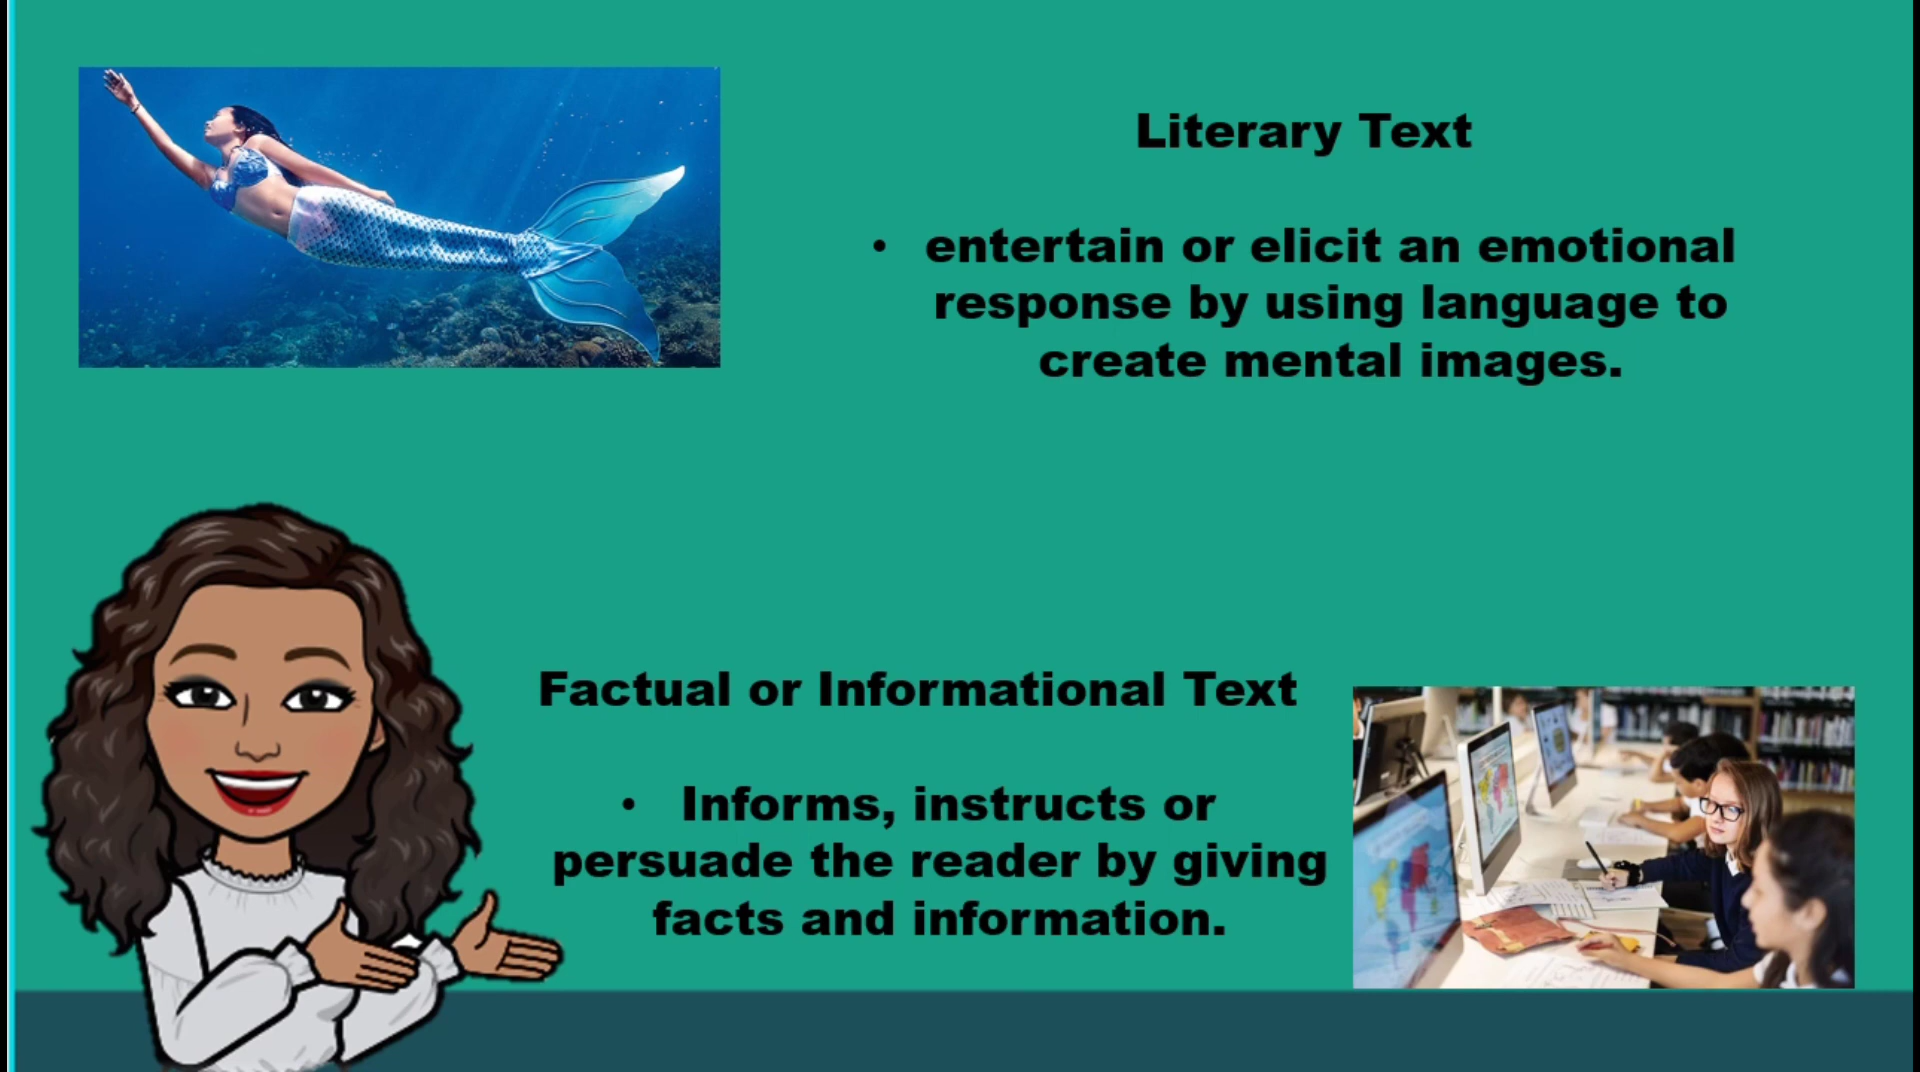 Literary Text
• entertain or elicit an emotional
response by using language to
create mental images.
Factual or Informational Text
• Informs, instructs or
persuade the reader by giving
facts and information.